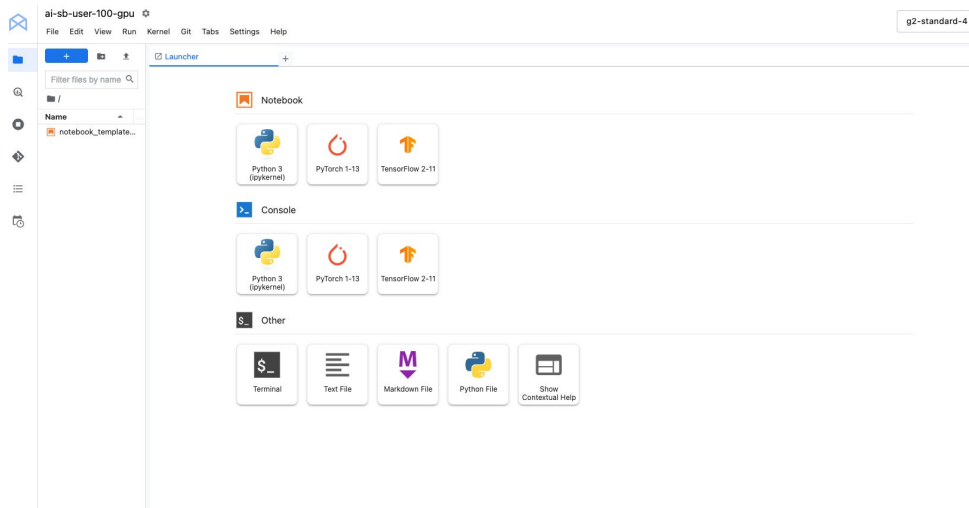 ai-sb-user-100-gpu
File Edit View Run Kernel Git Tabs Settings Help
g2-standard-4
+
Filter files by name
/
Name
notebook_template...
Launcher
+
Notebook
Python 3
(ipykernel)
PyTorch 1-13
TensorFlow 2-11
>_ Console
Python 3
(ipykernel)
PyTorch 1-13
TensorFlow 2-11
$_ Other
$_
Terminal
Text File
M
Markdown File
Python File
Show
Contextual Help